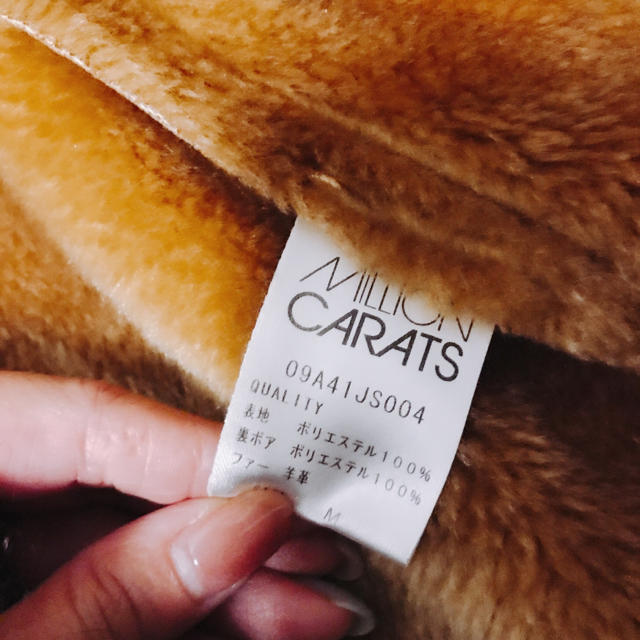 MILLION
CARATS
09A41JS004
QUALITY
表地 ポリエステル100%
裏ボア ポリエステル100%
ファー 羊革
M